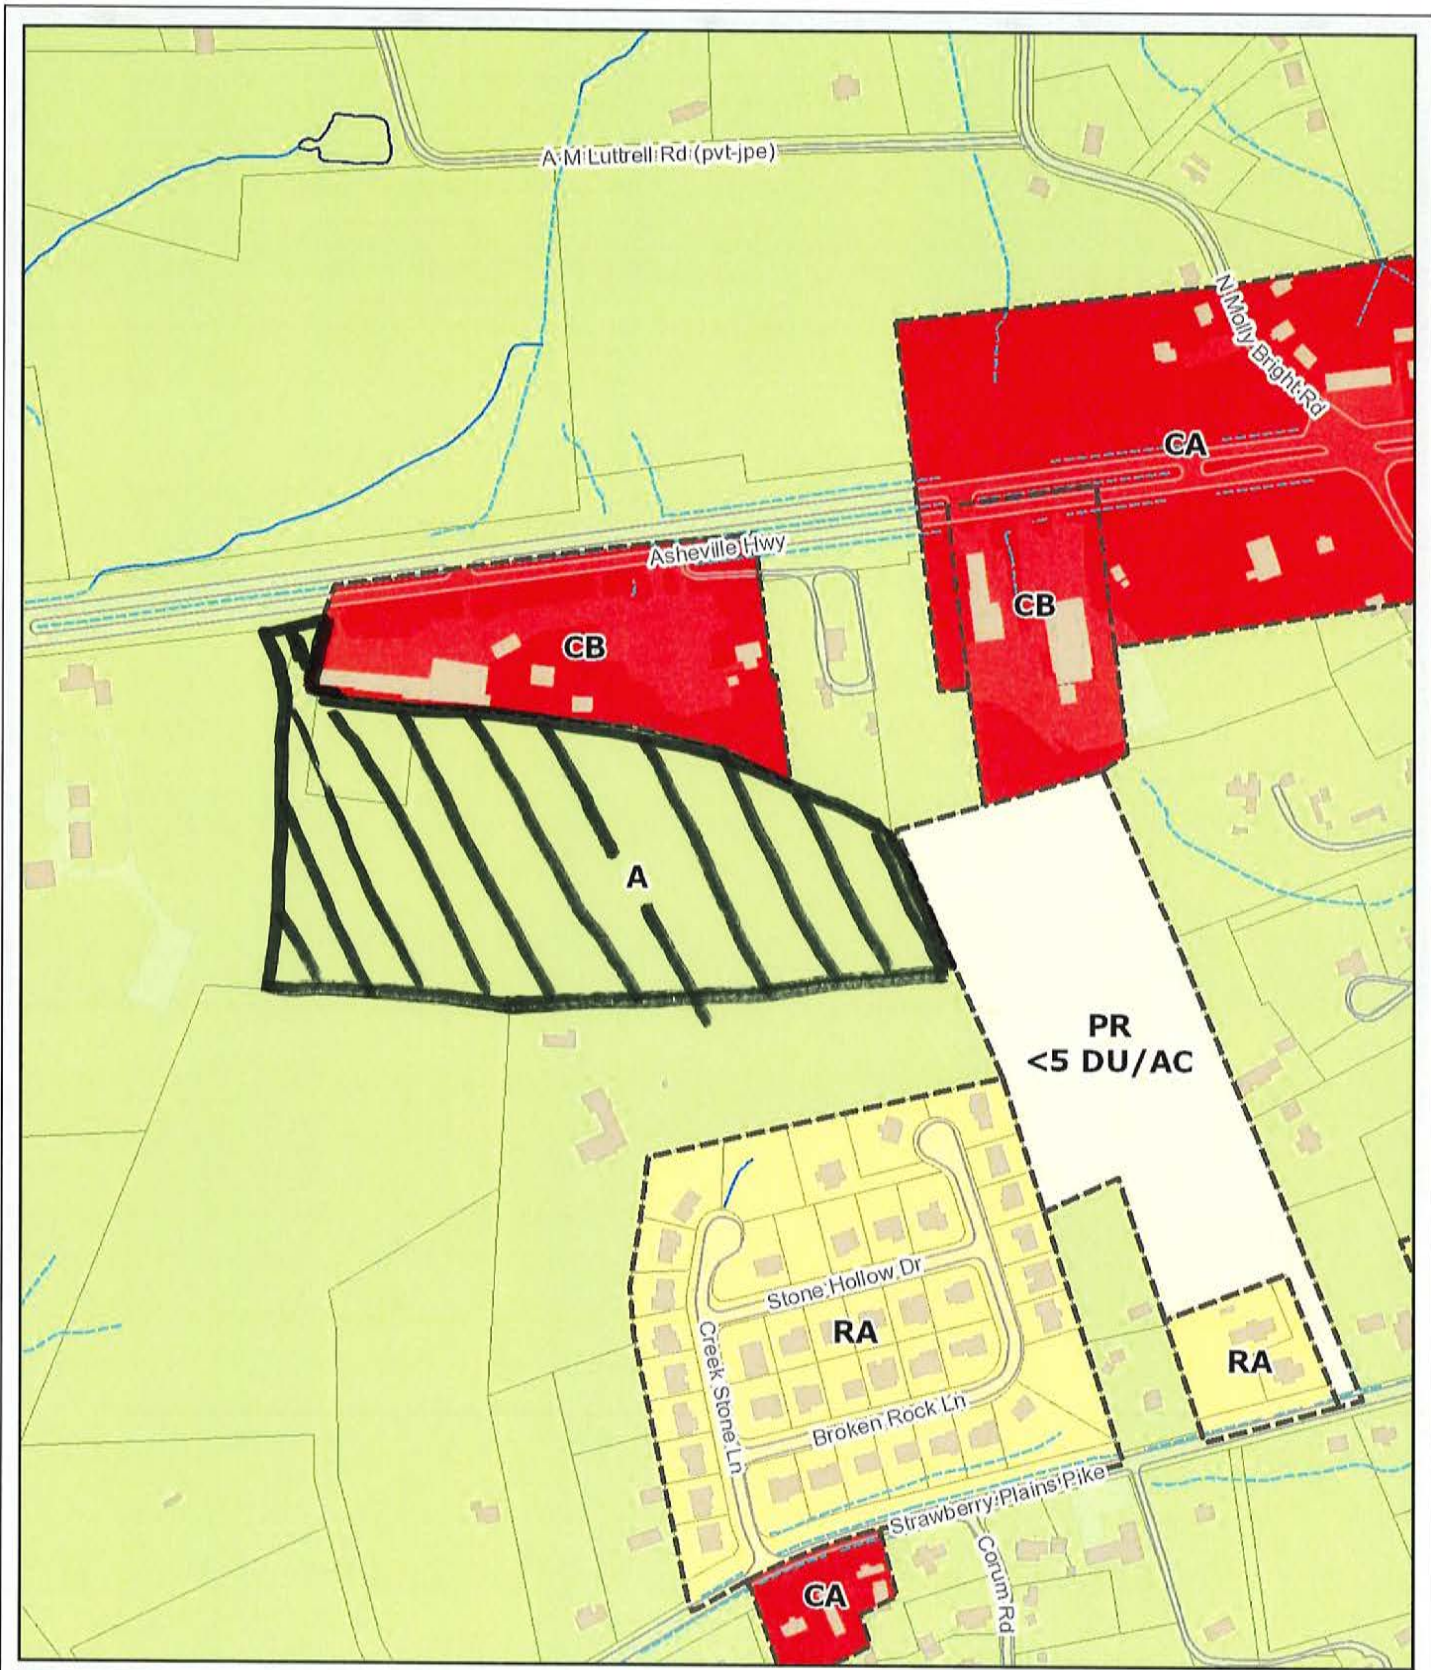 A M Luttrell Rd (pvt-jpe)
N Molly Bright Rd
CA
Asheville Hwy
CB
CB
A
PR
<5 DU/AC
Stone Hollow Dr
RA
Creek Stone Ln
RA
Broken Rock Ln
Strawberry Plains Pike
Corum Rd
CA